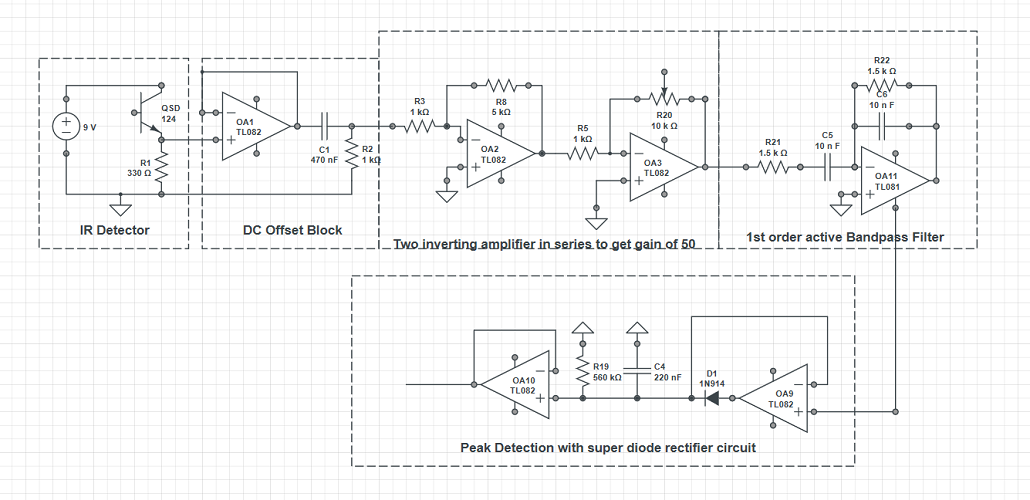 9 V
QSD
124
R1
330 Ω
IR Detector
OA1
TL082
C1
470 nF
R2
1 kΩ
DC Offset Block
R3
1 kΩ
R8
5 kΩ
OA2
TL082
R5
1 kΩ
R20
10 k Ω
OA3
TL082
Two inverting amplifier in series to get gain of 50
R21
1.5 k Ω
C5
10 n F
R22
1.5 k Ω
C6
10 n F
OA11
TL081
1st order active Bandpass Filter
OA10
TL082
R19
560 kΩ
C4
220 nF
D1
1N914
OA9
TL082
Peak Detection with super diode rectifier circuit